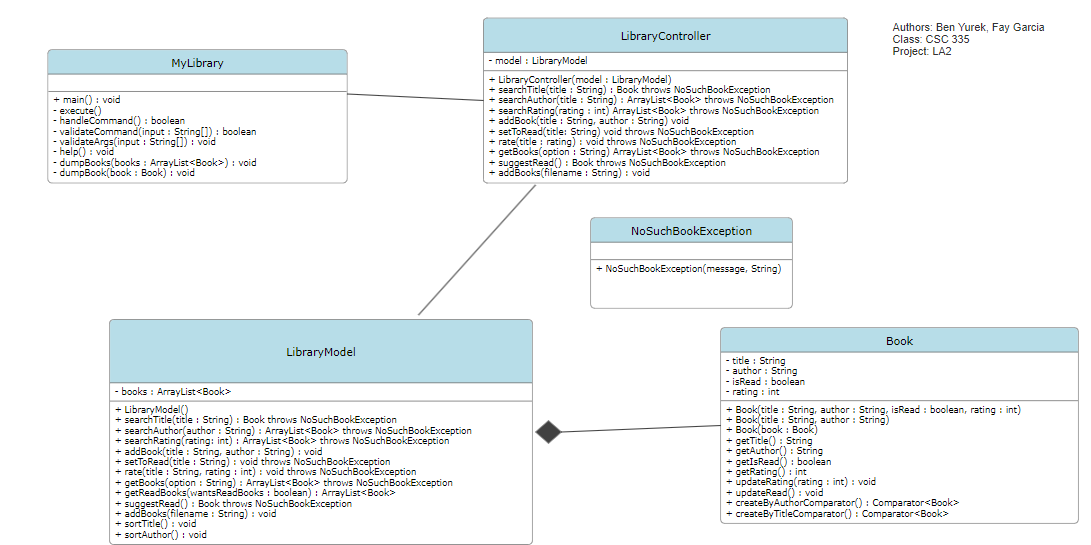 Authors: Ben Yurek, Fay Garcia
Class: CSC 335
Project: LA2
MyLibrary
+ main() : void
- execute()
- handleCommand() : boolean
- validateCommand(input : String[]) : boolean
- validateArgs(input : String[]) : void
- help() : void
- dumpBooks(books : ArrayList<Book>) : void
- dumpBook(book : Book) : void
LibraryController
- model : LibraryModel
+ LibraryController(model : LibraryModel)
+ searchTitle(title : String) : Book throws NoSuchBookException
+ searchAuthor(title : String) : ArrayList<Book> throws NoSuchBookException
+ searchRating(rating : int) ArrayList<Book> throws NoSuchBookException
+ addBook(title : String, author : String) void
+ setToRead(title: String) void throws NoSuchBookException
+ rate(title : rating) : void throws NoSuchBookException
+ getBooks(option : String) ArrayList<Book> throws NoSuchBookException
+ suggestRead() : Book throws NoSuchBookException
+ addBooks(filename : String) : void
NoSuchBookException
+ NoSuchBookException(message, String)
LibraryModel
- books : ArrayList<Book>
+ LibraryModel()
+ searchTitle(title : String) : Book throws NoSuchBookException
+ searchAuthor(author : String) : ArrayList<Book> throws NoSuchBookException
+ searchRating(rating: int) : ArrayList<Book> throws NoSuchBookException
+ addBook(title : String, author : String) : void
+ setToRead(title : String) : void throws NoSuchBookException
+ rate(title : String, rating : int) : void throws NoSuchBookException
+ getBooks(option : String) : ArrayList<Book> throws NoSuchBookException
+ getReadBooks(wantsReadBooks : boolean) : ArrayList<Book>
+ suggestRead() : Book throws NoSuchBookException
+ addBooks(filename : String) : void
+ sortTitle() : void
+ sortAuthor() : void
Book
- title : String
- author : String
- isRead : boolean
- rating : int
+ Book(title : String, author : String, isRead : boolean, rating : int)
+ Book(title : String, author : String)
+ Book(book : Book)
+ getTitle() : String
+ getAuthor() : String
+ getIsRead() : boolean
+ getRating() : int
+ updateRating(rating : int) : void
+ updateRead() : void
+ createByAuthorComparator() : Comparator<Book>
+ createByTitleComparator() : Comparator<Book>